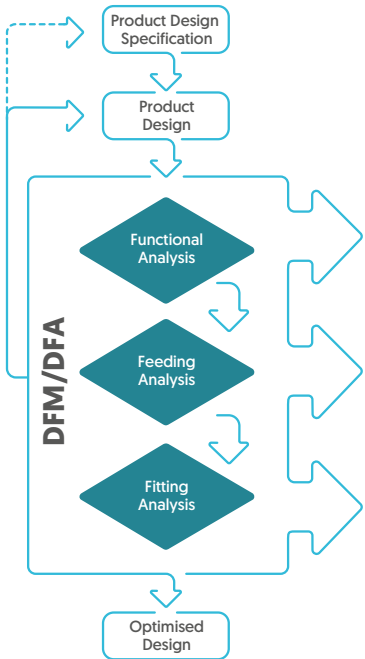 Product Design
Specification
Product
Design
Functional
Analysis
DFM/DFA
Feeding
Analysis
Fitting
Analysis
Optimised
Design